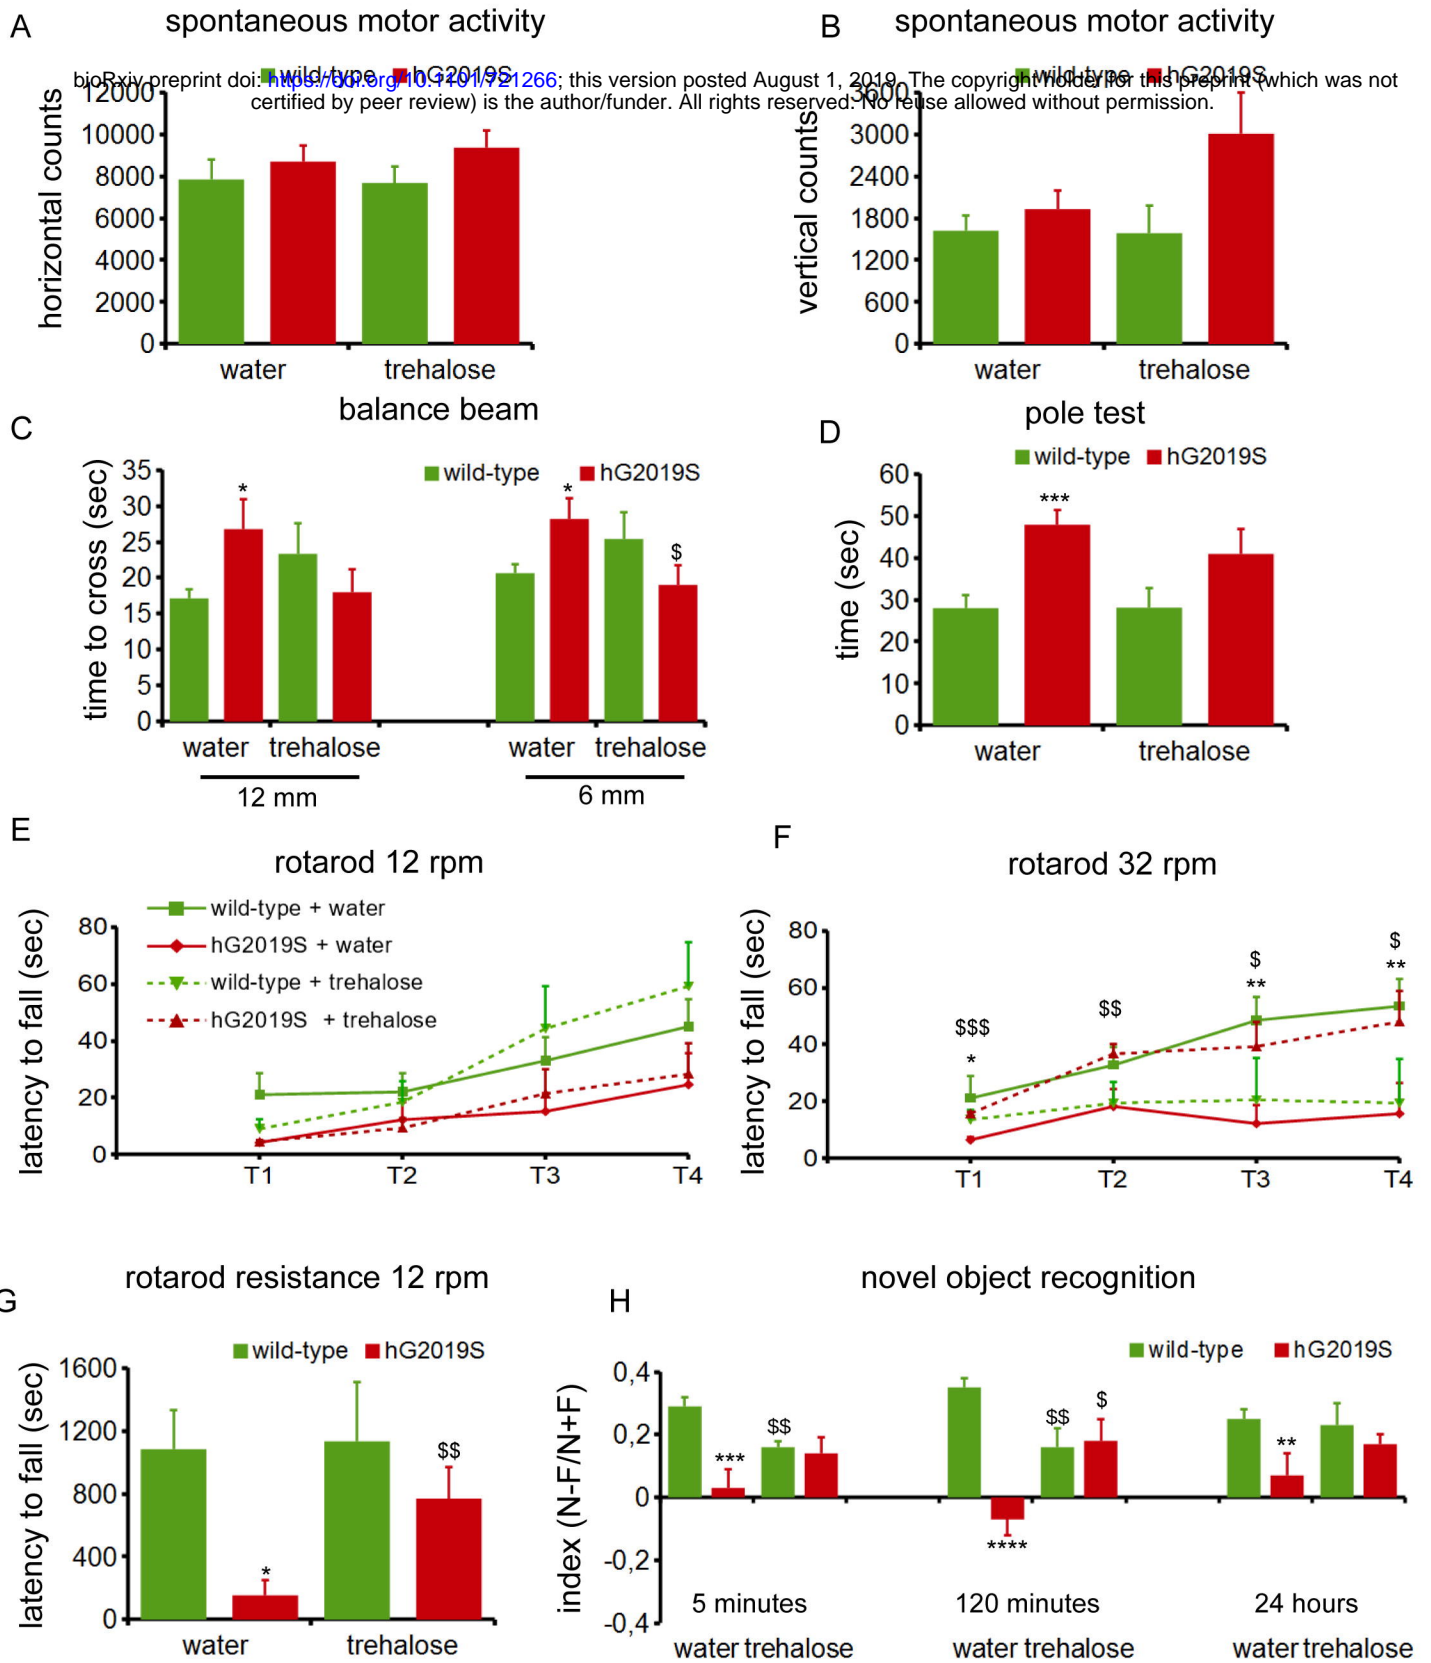 A
spontaneous motor activity
B
spontaneous motor activity
wild-type hG2019S
wild-type hG2019S
bioRxiv preprint doi: https://doi.org/10.1101/721266; this version posted August 1, 2019. The copyright holder for this preprint (which was not
certified by peer review) is the author/funder. All rights reserved. No reuse allowed without permission.
horizontal counts
12000
10000
8000
6000
4000
2000
0
water trehalose
vertical counts
3600
3000
2400
1800
1200
600
0
water trehalose
C
balance beam
wild-type hG2019S
time to cross (sec)
35
30
25
20
15
10
5
0
* * $
water trehalose water trehalose
12 mm 6 mm
D
pole test
wild-type hG2019S
time (sec)
60
50
40
30
20
10
0
***
water trehalose
E
rotarod 12 rpm
wild-type + water
hG2019S + water
wild-type + trehalose
hG2019S + trehalose
latency to fall (sec)
80
60
40
20
0
T1 T2 T3 T4
F
rotarod 32 rpm
latency to fall (sec)
80
60
40
20
0
$$$
*
$$
$
**
$
**
T1 T2 T3 T4
G
rotarod resistance 12 rpm
wild-type hG2019S
latency to fall (sec)
1600
1200
800
400
0
*
$$
water trehalose
H
novel object recognition
wild-type hG2019S
index (N-F/N+F)
0,4
0,2
0
-0,2
-0,4
***
$$
****
$$
$
**
5 minutes 120 minutes 24 hours
water trehalose water trehalose water trehalose